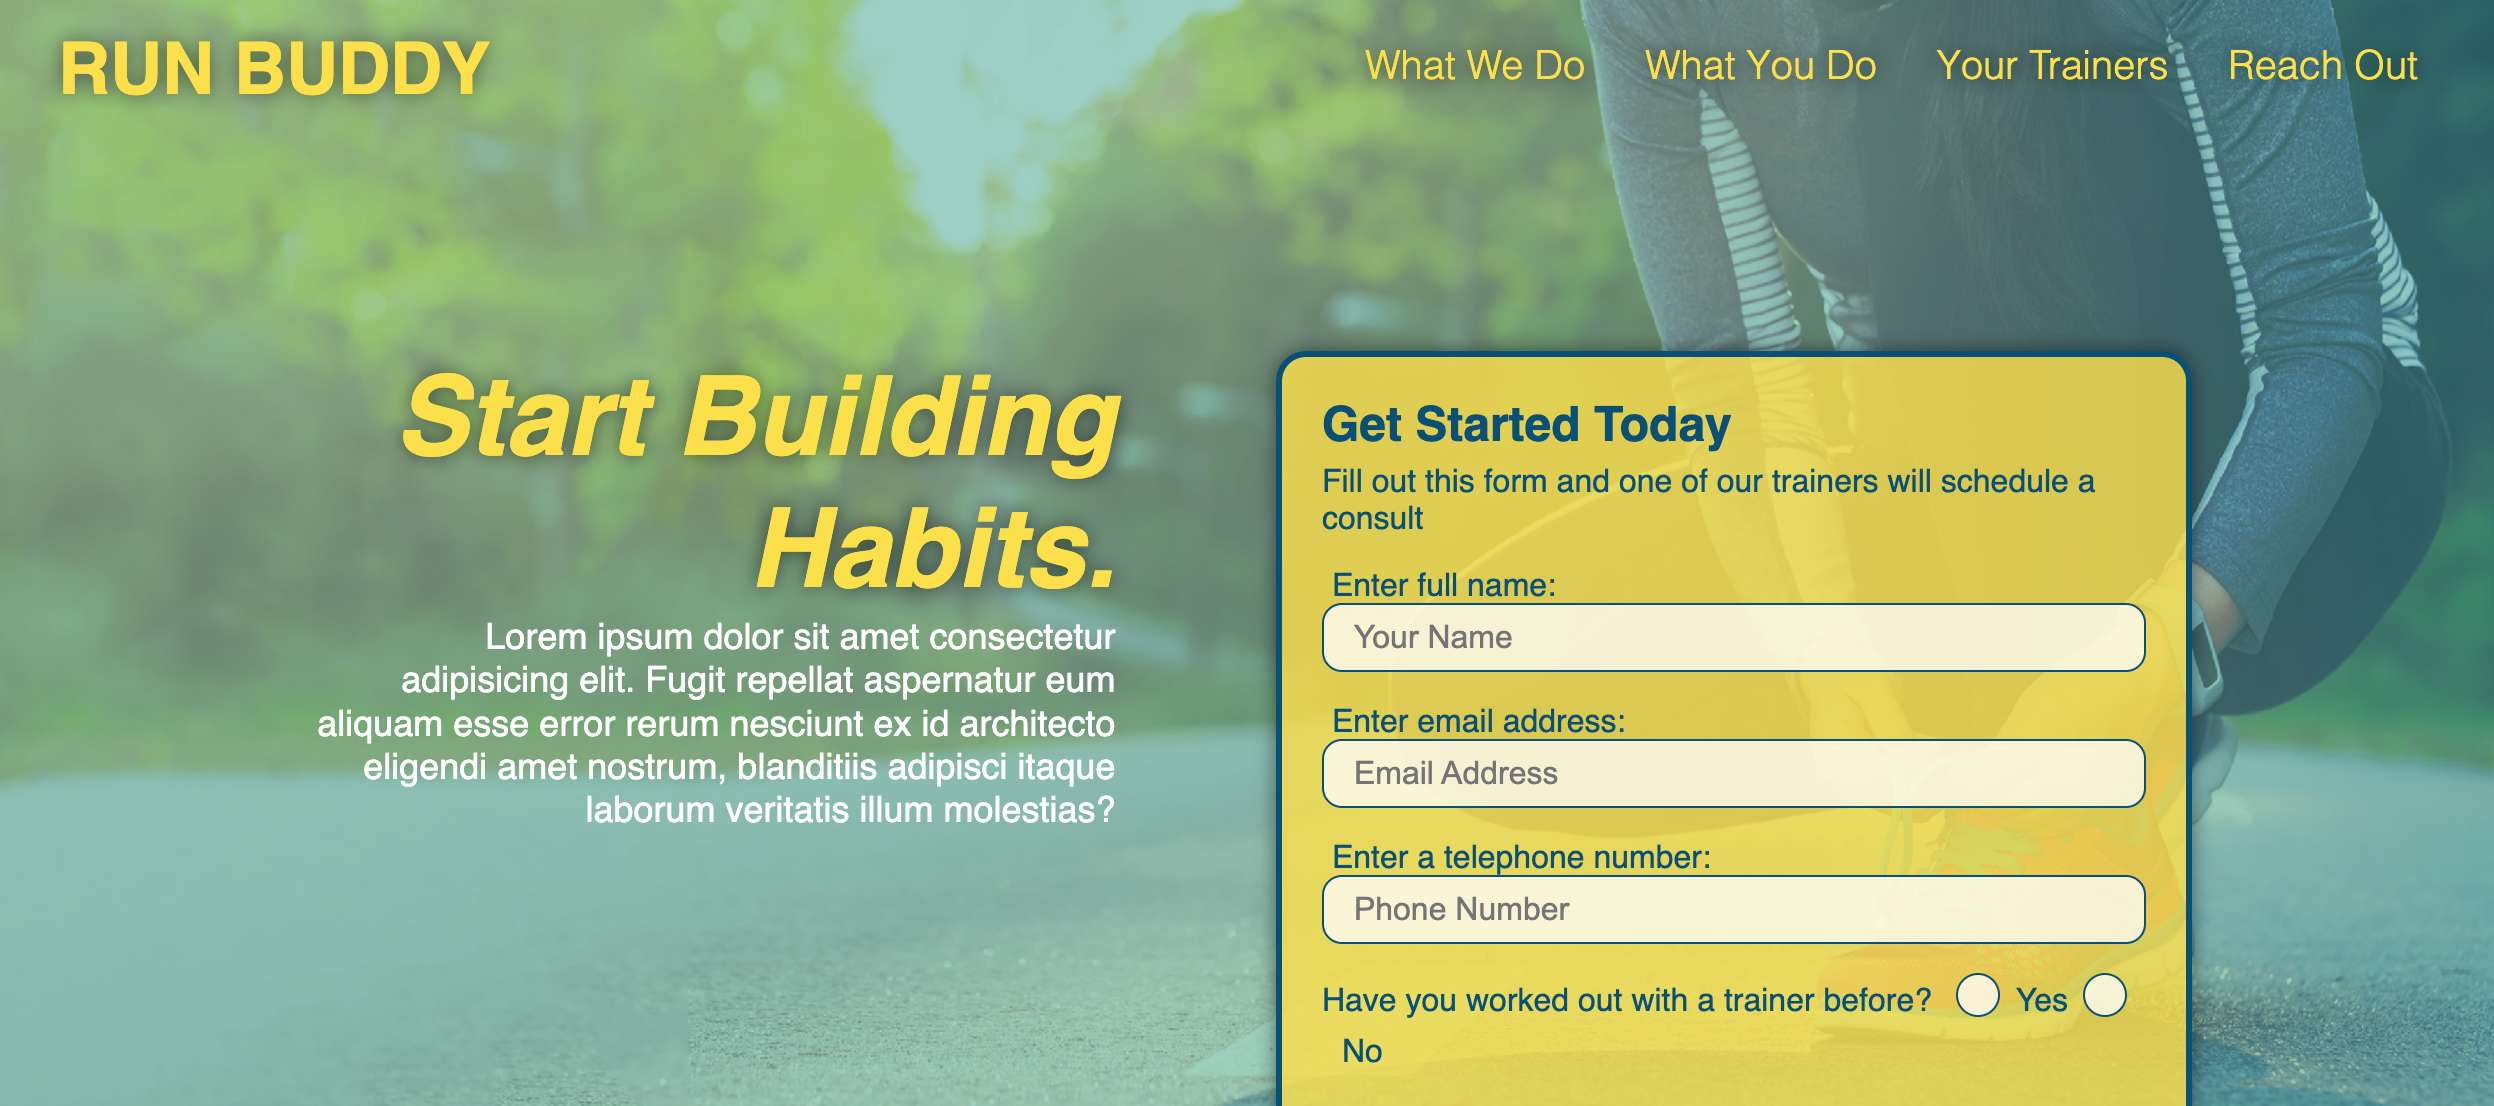 RUN BUDDY
What We Do What You Do Your Trainers Reach Out
Start Building
Habits.
Lorem ipsum dolor sit amet consectetur
adipisicing elit. Fugit repellat aspernatur eum
aliquam esse error rerum nesciunt ex id architecto
eligendi amet nostrum, blanditiis adipisci itaque
laborum veritatis illum molestias?
Get Started Today
Fill out this form and one of our trainers will schedule a
consult
Enter full name:
Your Name
Enter email address:
Email Address
Enter a telephone number:
Phone Number
Have you worked out with a trainer before? Yes
No